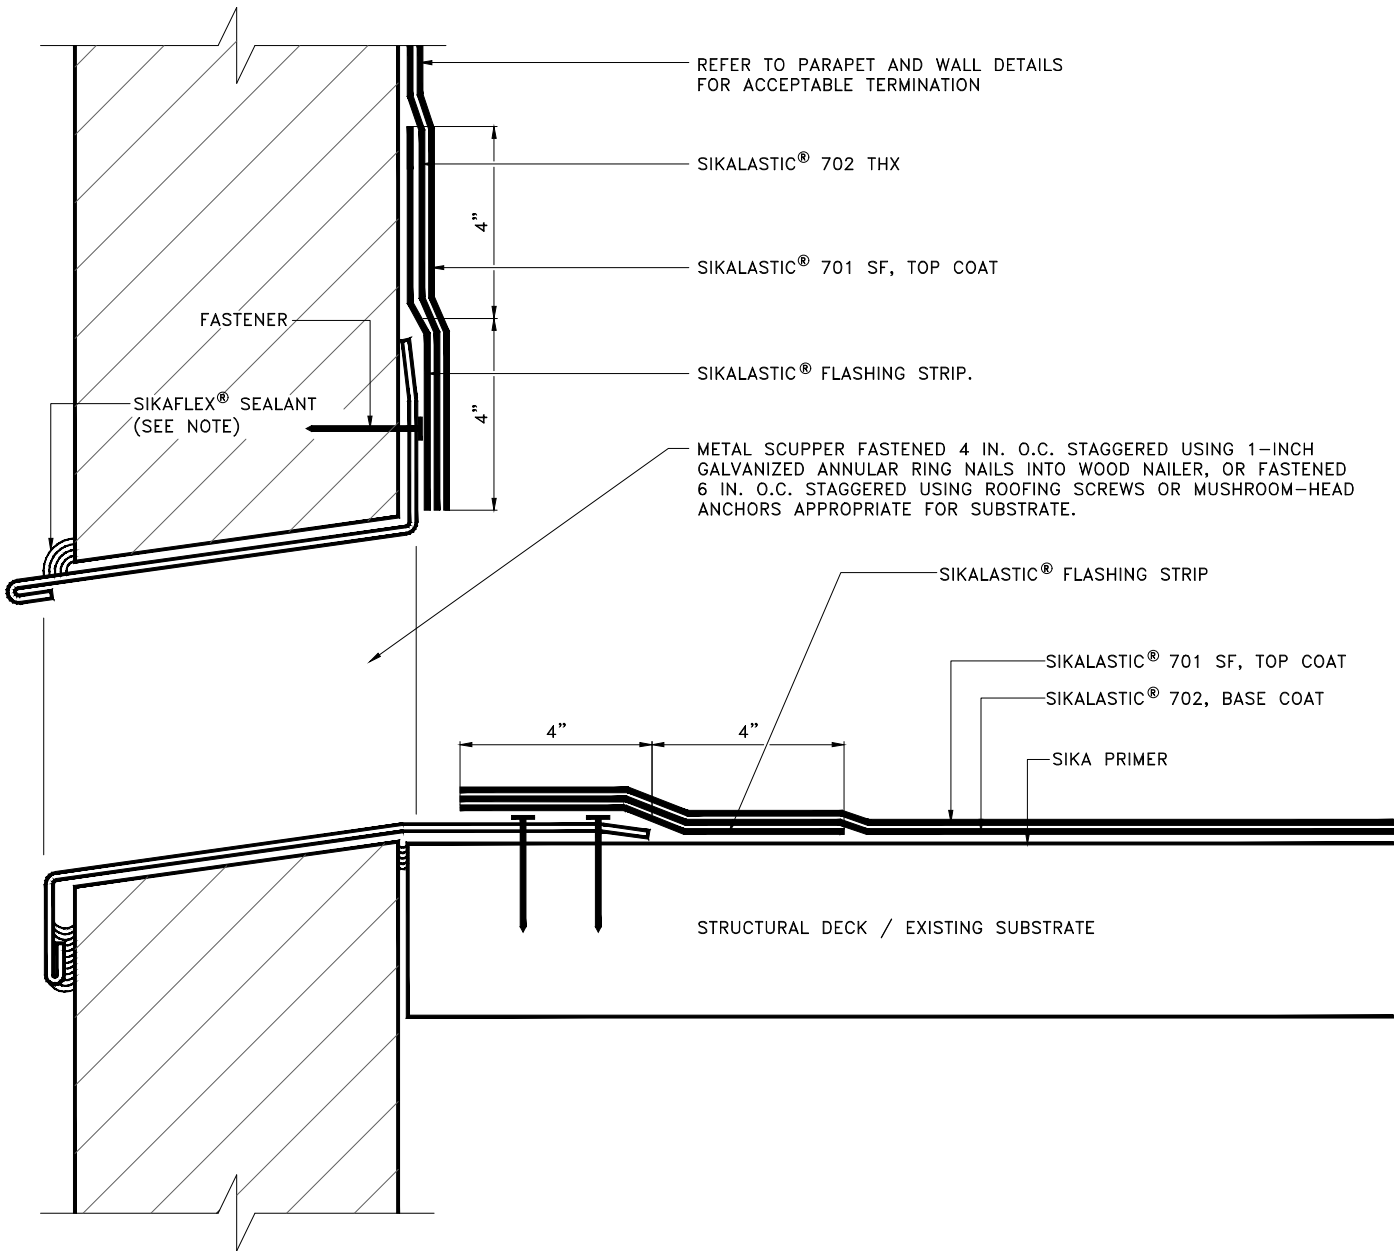 REFER TO PARAPET AND WALL DETAILS
FOR ACCEPTABLE TERMINATION
SIKALASTIC® 702 THX
4"
SIKALASTIC® 701 SF, TOP COAT
FASTENER
SIKALASTIC® FLASHING STRIP.
SIKAFLEX® SEALANT
(SEE NOTE)
4"
METAL SCUPPER FASTENED 4 IN. O.C. STAGGERED USING 1-INCH
GALVANIZED ANNULAR RING NAILS INTO WOOD NAILER, OR FASTENED
6 IN. O.C. STAGGERED USING ROOFING SCREWS OR MUSHROOM-HEAD
ANCHORS APPROPRIATE FOR SUBSTRATE.
SIKALASTIC® FLASHING STRIP
SIKALASTIC® 701 SF, TOP COAT
SIKALASTIC® 702, BASE COAT
4"
4"
SIKA PRIMER
STRUCTURAL DECK / EXISTING SUBSTRATE